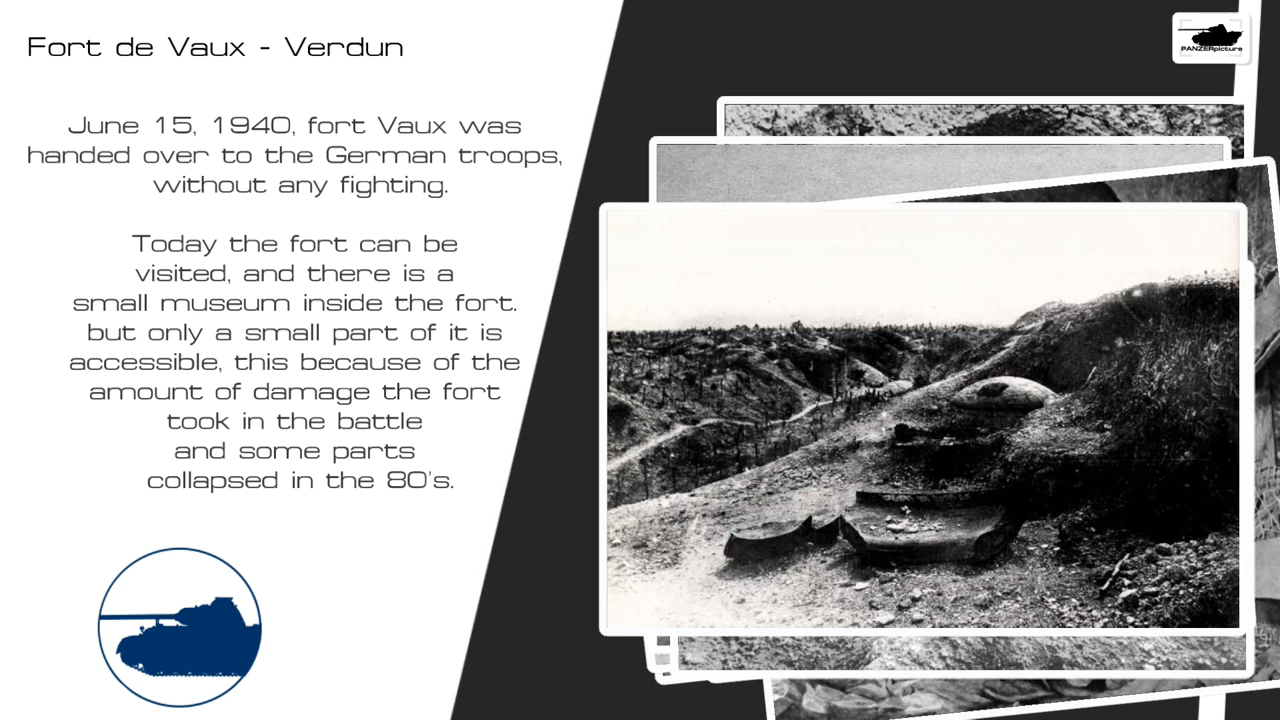 Fort de Vaux - Verdun
PANZERpicture
June 15, 1940, fort Vaux was
handed over to the German troops,
without any fighting.
Today the fort can be
visited, and there is a
small museum inside the fort.
but only a small part of it is
accessible, this because of the
amount of damage the fort
took in the battle
and some parts
collapsed in the 80's.